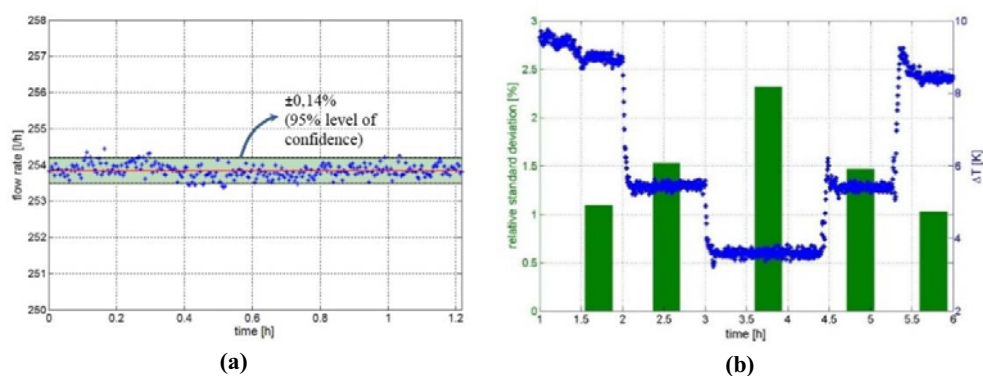 258
257
256
255
254
253
252
251
250
flow rate [l/h]
±0,14%
(95% level of
confidence)
0 0.2 0.4 0.6 0.8 1 1.2
time [h]
(a)
3
2.5
2
1.5
1
0.5
0
relative standard deviation [%]
10
8
6
4
2
ΔT [K]
1 1.5 2 2.5 3 3.5 4 4.5 5 5.5 6
time [h]
(b)